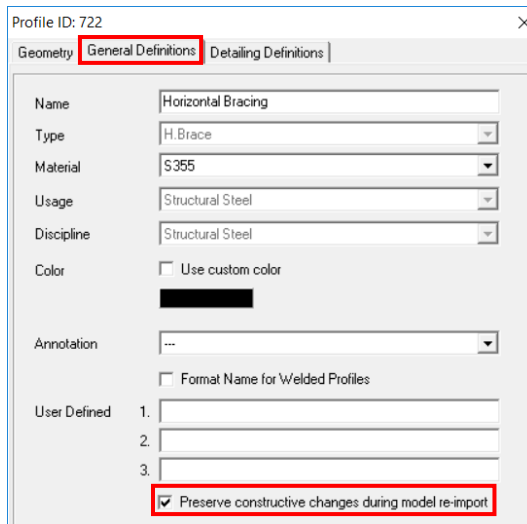 Profile ID: 722
Geometry General Definitions Detailing Definitions
Name Horizontal Bracing
Type H.Brace
Material S355
Usage Structural Steel
Discipline Structural Steel
Color Use custom color
Annotation ---
Format Name for Welded Profiles
User Defined 1.
2.
3.
Preserve constructive changes during model re-import